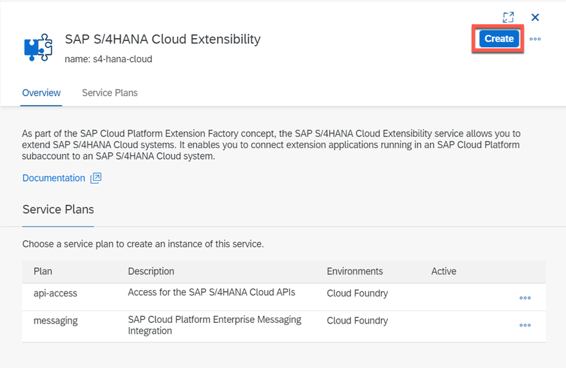 SAP S/4HANA Cloud Extensibility
Create
name: s4-hana-cloud
Overview Service Plans
As part of the SAP Cloud Platform Extension Factory concept, the SAP S/4HANA Cloud Extensibility service allows you to
extend SAP S/4HANA Cloud systems. It enables you to connect extension applications running in an SAP Cloud Platform
subaccount to an SAP S/4HANA Cloud system.
Documentation
Service Plans
Choose a service plan to create an instance of this service.
Plan Description Environments Active
api-access Access for the SAP S/4HANA Cloud APIs Cloud Foundry
messaging SAP Cloud Platform Enterprise Messaging Cloud Foundry
Integration